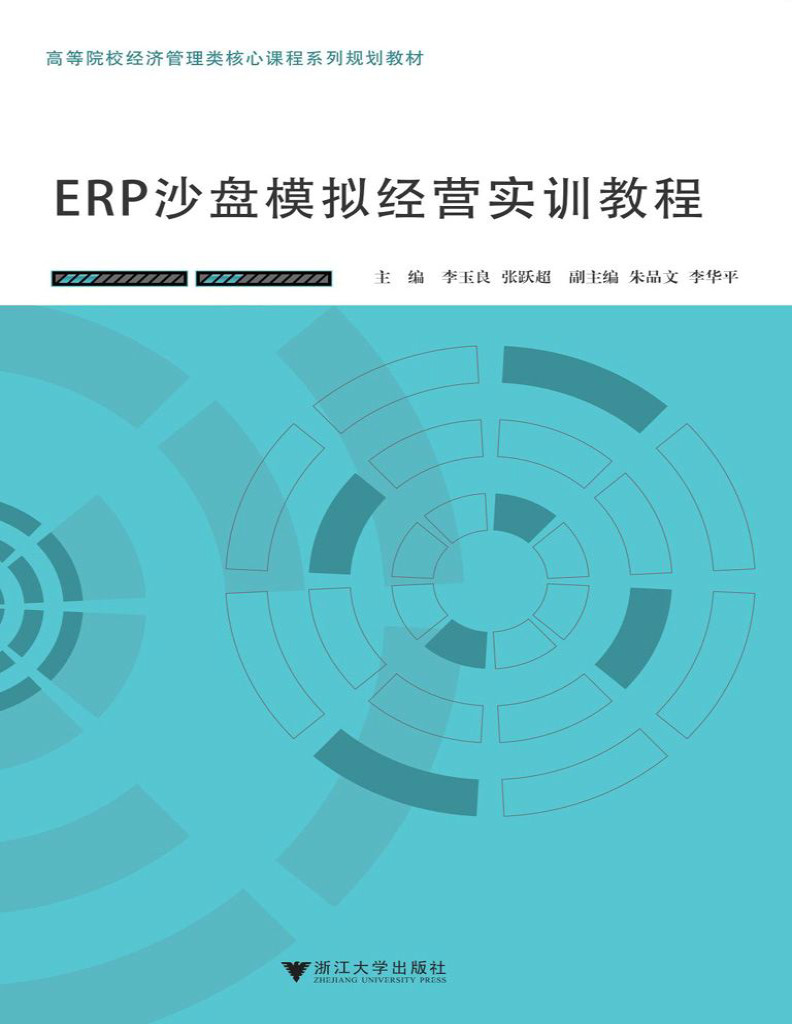 高等院校经济管理类核心课程系列规划教材
ERP沙盘模拟经营实训教程
主 编 李玉良 张跃超 副主编 朱品文 李华平
浙江大学出版社
ZHEJIANG UNIVERSITY PRESS